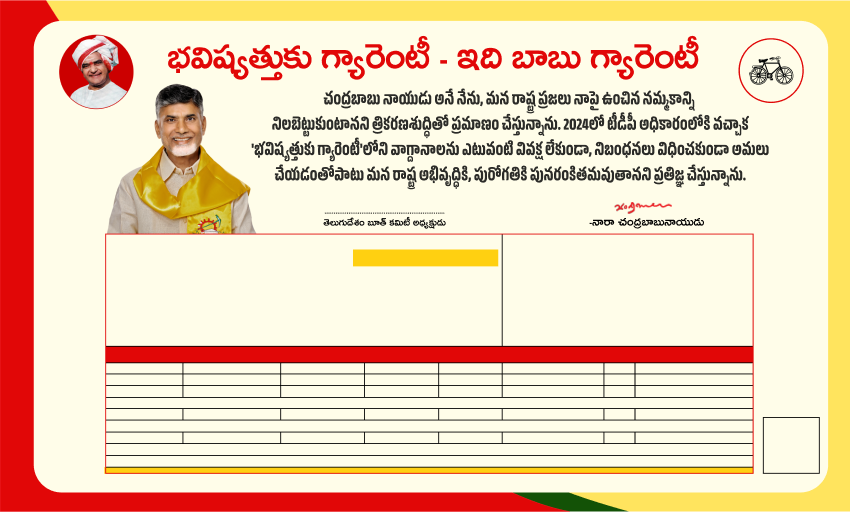 భవిష్యత్తుకు గ్యారెంటీ - ఇది బాబు గ్యారెంటీ
చంద్రబాబు నాయుడు అనే నేను, మన రాష్ట్ర ప్రజలు నాపై ఉంచిన నమ్మకాన్ని
నిలబెట్టుకుంటానని త్రికరణశుద్ధితో ప్రమాణం చేస్తున్నాను. 2024లో టీడీపీ అధికారంలోకి వచ్చాక
'భవిష్యత్తుకు గ్యారెంటీ'లోని వాగ్దానాలను ఎటువంటి వివక్ష లేకుండా, నిబంధనలు విధించకుండా అమలు
చేయడంతోపాటు మన రాష్ట్ర అభివృద్ధికి, పురోగతికి పునరంకితమవుతానని ప్రతిజ్ఞ చేస్తున్నాను.
తెలుగుదేశం బూత్ కమిటీ అధ్యక్షుడు
-నారా చంద్రబాబునాయుడు